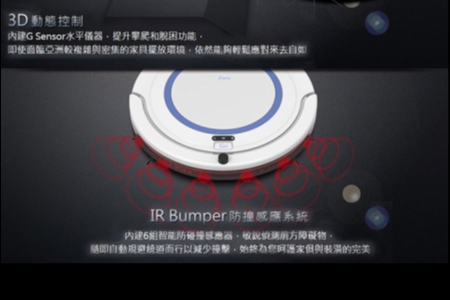 3D動態控制
內建G Sensor水平儀器，提升攀爬和脫困功能，
即使面臨亞洲較複雜與密集的家具擺放環境，依然能夠輕鬆應對來去自如
IR Bumper防撞感應系統
內建6組智能防碰撞感應器，敏銳偵測前方障礙物，
隨即自動規避繞道而行以減少撞擊，始終為您呵護家俱與裝潢的完美